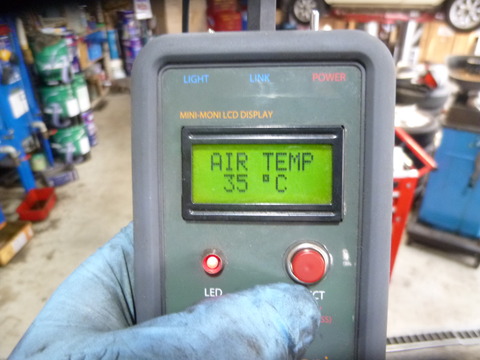 LIGHT LINK POWER
MINI-MONI LCD DISPLAY
AIR TEMP
35 °C
LED